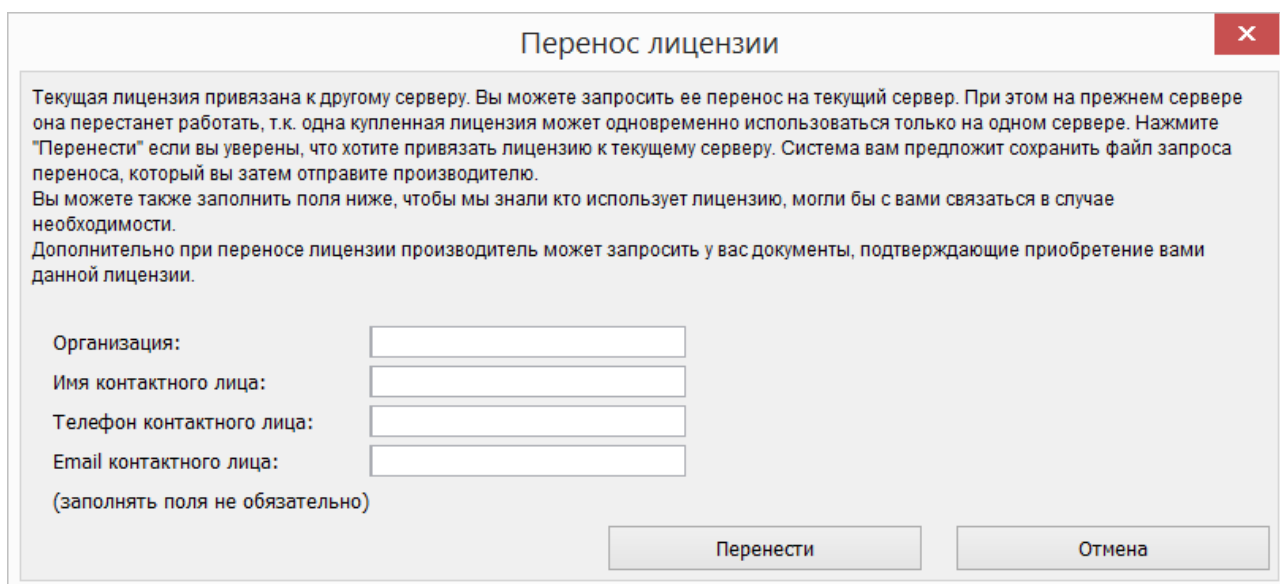 Перенос лицензии
Текущая лицензия привязана к другому серверу. Вы можете запросить ее перенос на текущий сервер. При этом на прежнем сервере
она перестанет работать, т.к. одна купленная лицензия может одновременно использоваться только на одном сервере. Нажмите
"Перенести" если вы уверены, что хотите привязать лицензию к текущему серверу. Система вам предложит сохранить файл запроса
переноса, который вы затем отправите производителю.
Вы можете также заполнить поля ниже, чтобы мы знали кто использует лицензию, могли бы с вами связаться в случае
необходимости.
Дополнительно при переносе лицензии производитель может запросить у вас документы, подтверждающие приобретение вами
данной лицензии.
Организация:
Имя контактного лица:
Телефон контактного лица:
Email контактного лица:
(заполнять поля не обязательно)
Перенести Отмена